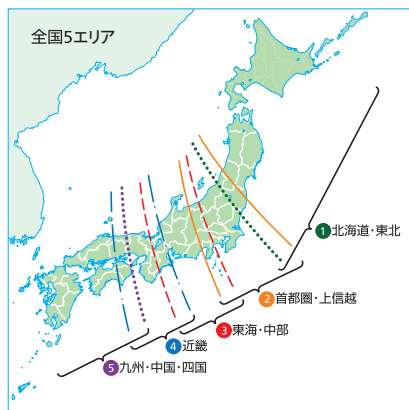 全国5エリア
1北海道・東北
2首都圏・上信越
3東海・中部
4近畿
5九州・中国・四国